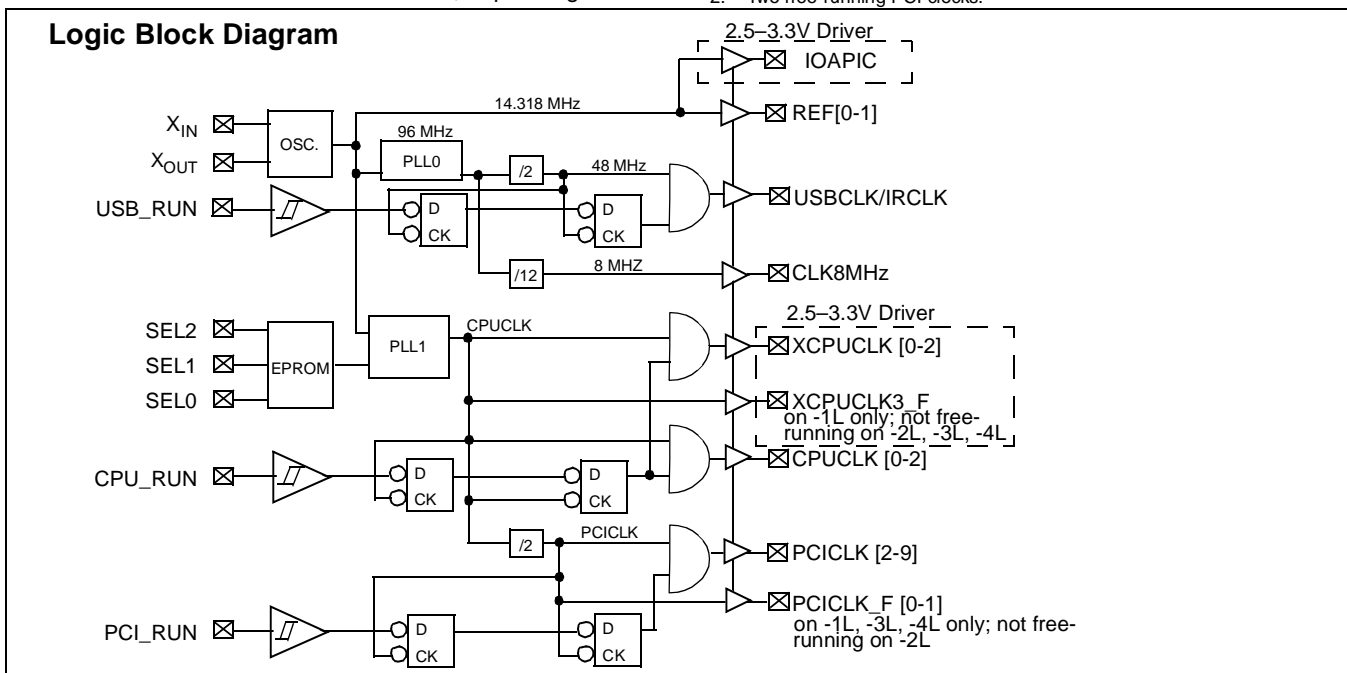 2. Two free-running PCI clocks.
Logic Block Diagram
2.5–3.3V Driver
IOAPIC
14.318 MHz
REF[0-1]
XIN
OSC.
XOUT
96 MHz
PLL0
/2
48 MHz
USBCLK/IRCLK
USB_RUN
D
CK
D
CK
/12
8 MHZ
CLK8MHz
2.5–3.3V Driver
SEL2
SEL1
SEL0
EPROM
PLL1
CPUCLK
XCPUCLK [0-2]
XCPUCLK3_F
on -1L only; not free-
running on -2L, -3L, -4L
CPUCLK [0-2]
CPU_RUN
D
CK
D
CK
/2
PCICLK
PCICLK [2-9]
PCICLK_F [0-1]
on -1L, -3L, -4L only; not free-
running on -2L
PCI_RUN
D
CK
D
CK